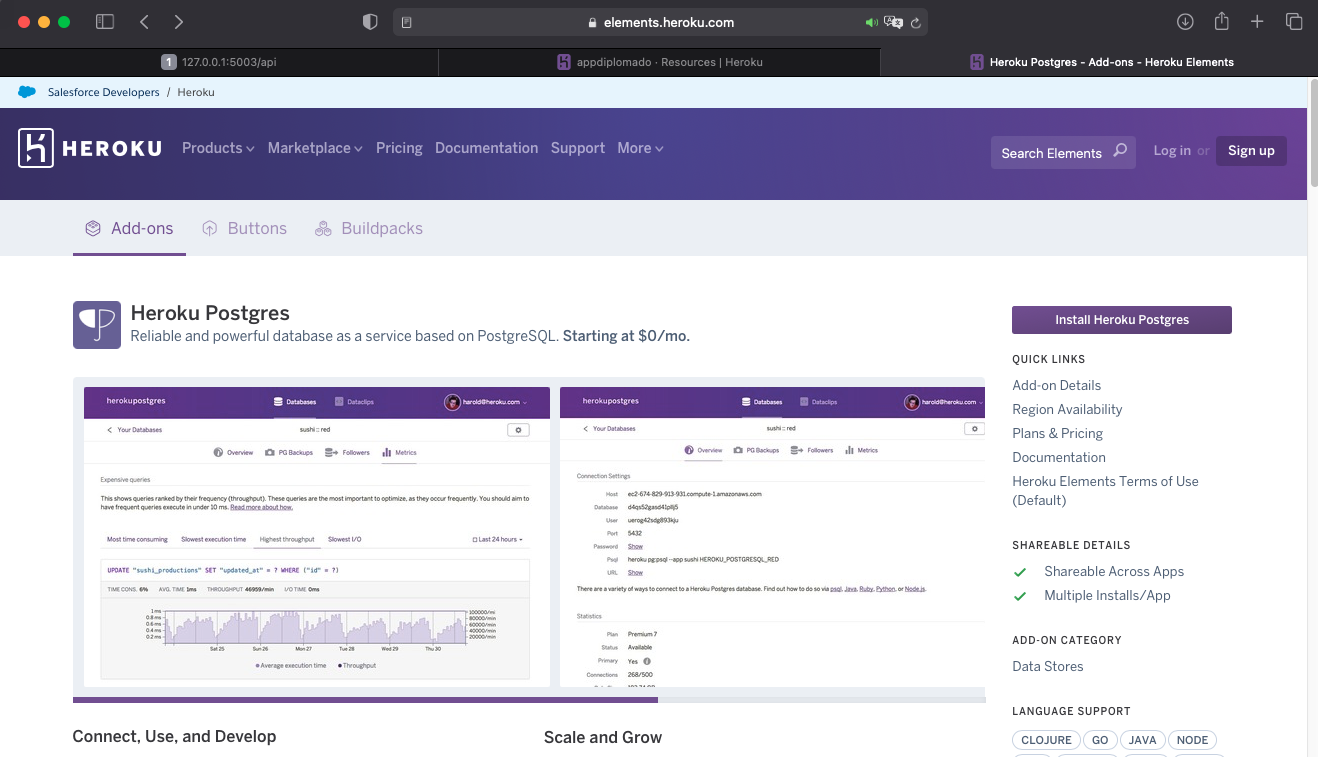 elements.heroku.com
1 127.0.0.1:5003/api
appdiplomado · Resources | Heroku
Heroku Postgres - Add-ons - Heroku Elements
Salesforce Developers / Heroku
HEROKU
Products Marketplace Pricing Documentation Support More
Search Elements
Log in or Sign up
Add-ons Buttons Buildpacks
Heroku Postgres
Reliable and powerful database as a service based on PostgreSQL. Starting at $0/mo.
herokupostgres
Databases Dataclips harold@heroku.com
Your Databases
sushi :: red
Overview PG Backups Followers Metrics
Expensive queries
This shows queries ranked by their frequency (throughput). These queries are the most important to optimize, as they occur frequently. You should aim to
have frequent queries execute in under 10 ms. Read more about how.
Most time consuming Slowest execution time Highest throughput Slowest I/O Last 24 hours
UPDATE "sushi_productions" SET "updated_at" = ? WHERE ("id" = ?)
TIME CONS. 6% AVG. TIME 1ms THROUGHPUT 46959/min I/O TIME 0ms
1 ms 100000/mi
0.8 ms 80000/min
0.6 ms 60000/min
0.4 ms 40000/min
0.2 ms 20000/min
Sat 25 Sun 26 Mon 27 Tue 28 Wed 29 Thu 30
Average execution time Throughput
herokupostgres
Databases Dataclips harold@heroku.com
Your Databases
sushi :: red
Overview PG Backups Followers Metrics
Connection Settings
Host ec2-674-829-913-931.compute-1.amazonaws.com
Database
User uerog42sdg893kju
Port 5432
Password Show
Psql heroku pg:psql --app sushi HEROKU_POSTGRESQL_RED
URL Show
There are a variety of ways to connect to a Heroku Postgres database. Find out how to do so via psql, Java, Ruby, Python, or Node.js.
Statistics
Plan Premium 7
Status Available
Primary Yes
Connections 268/500
Connect, Use, and Develop
Scale and Grow
Install Heroku Postgres
QUICK LINKS
Add-on Details
Region Availability
Plans & Pricing
Documentation
Heroku Elements Terms of Use
(Default)
SHAREABLE DETAILS
Shareable Across Apps
Multiple Installs/App
ADD-ON CATEGORY
Data Stores
LANGUAGE SUPPORT
CLOJURE GO JAVA NODE